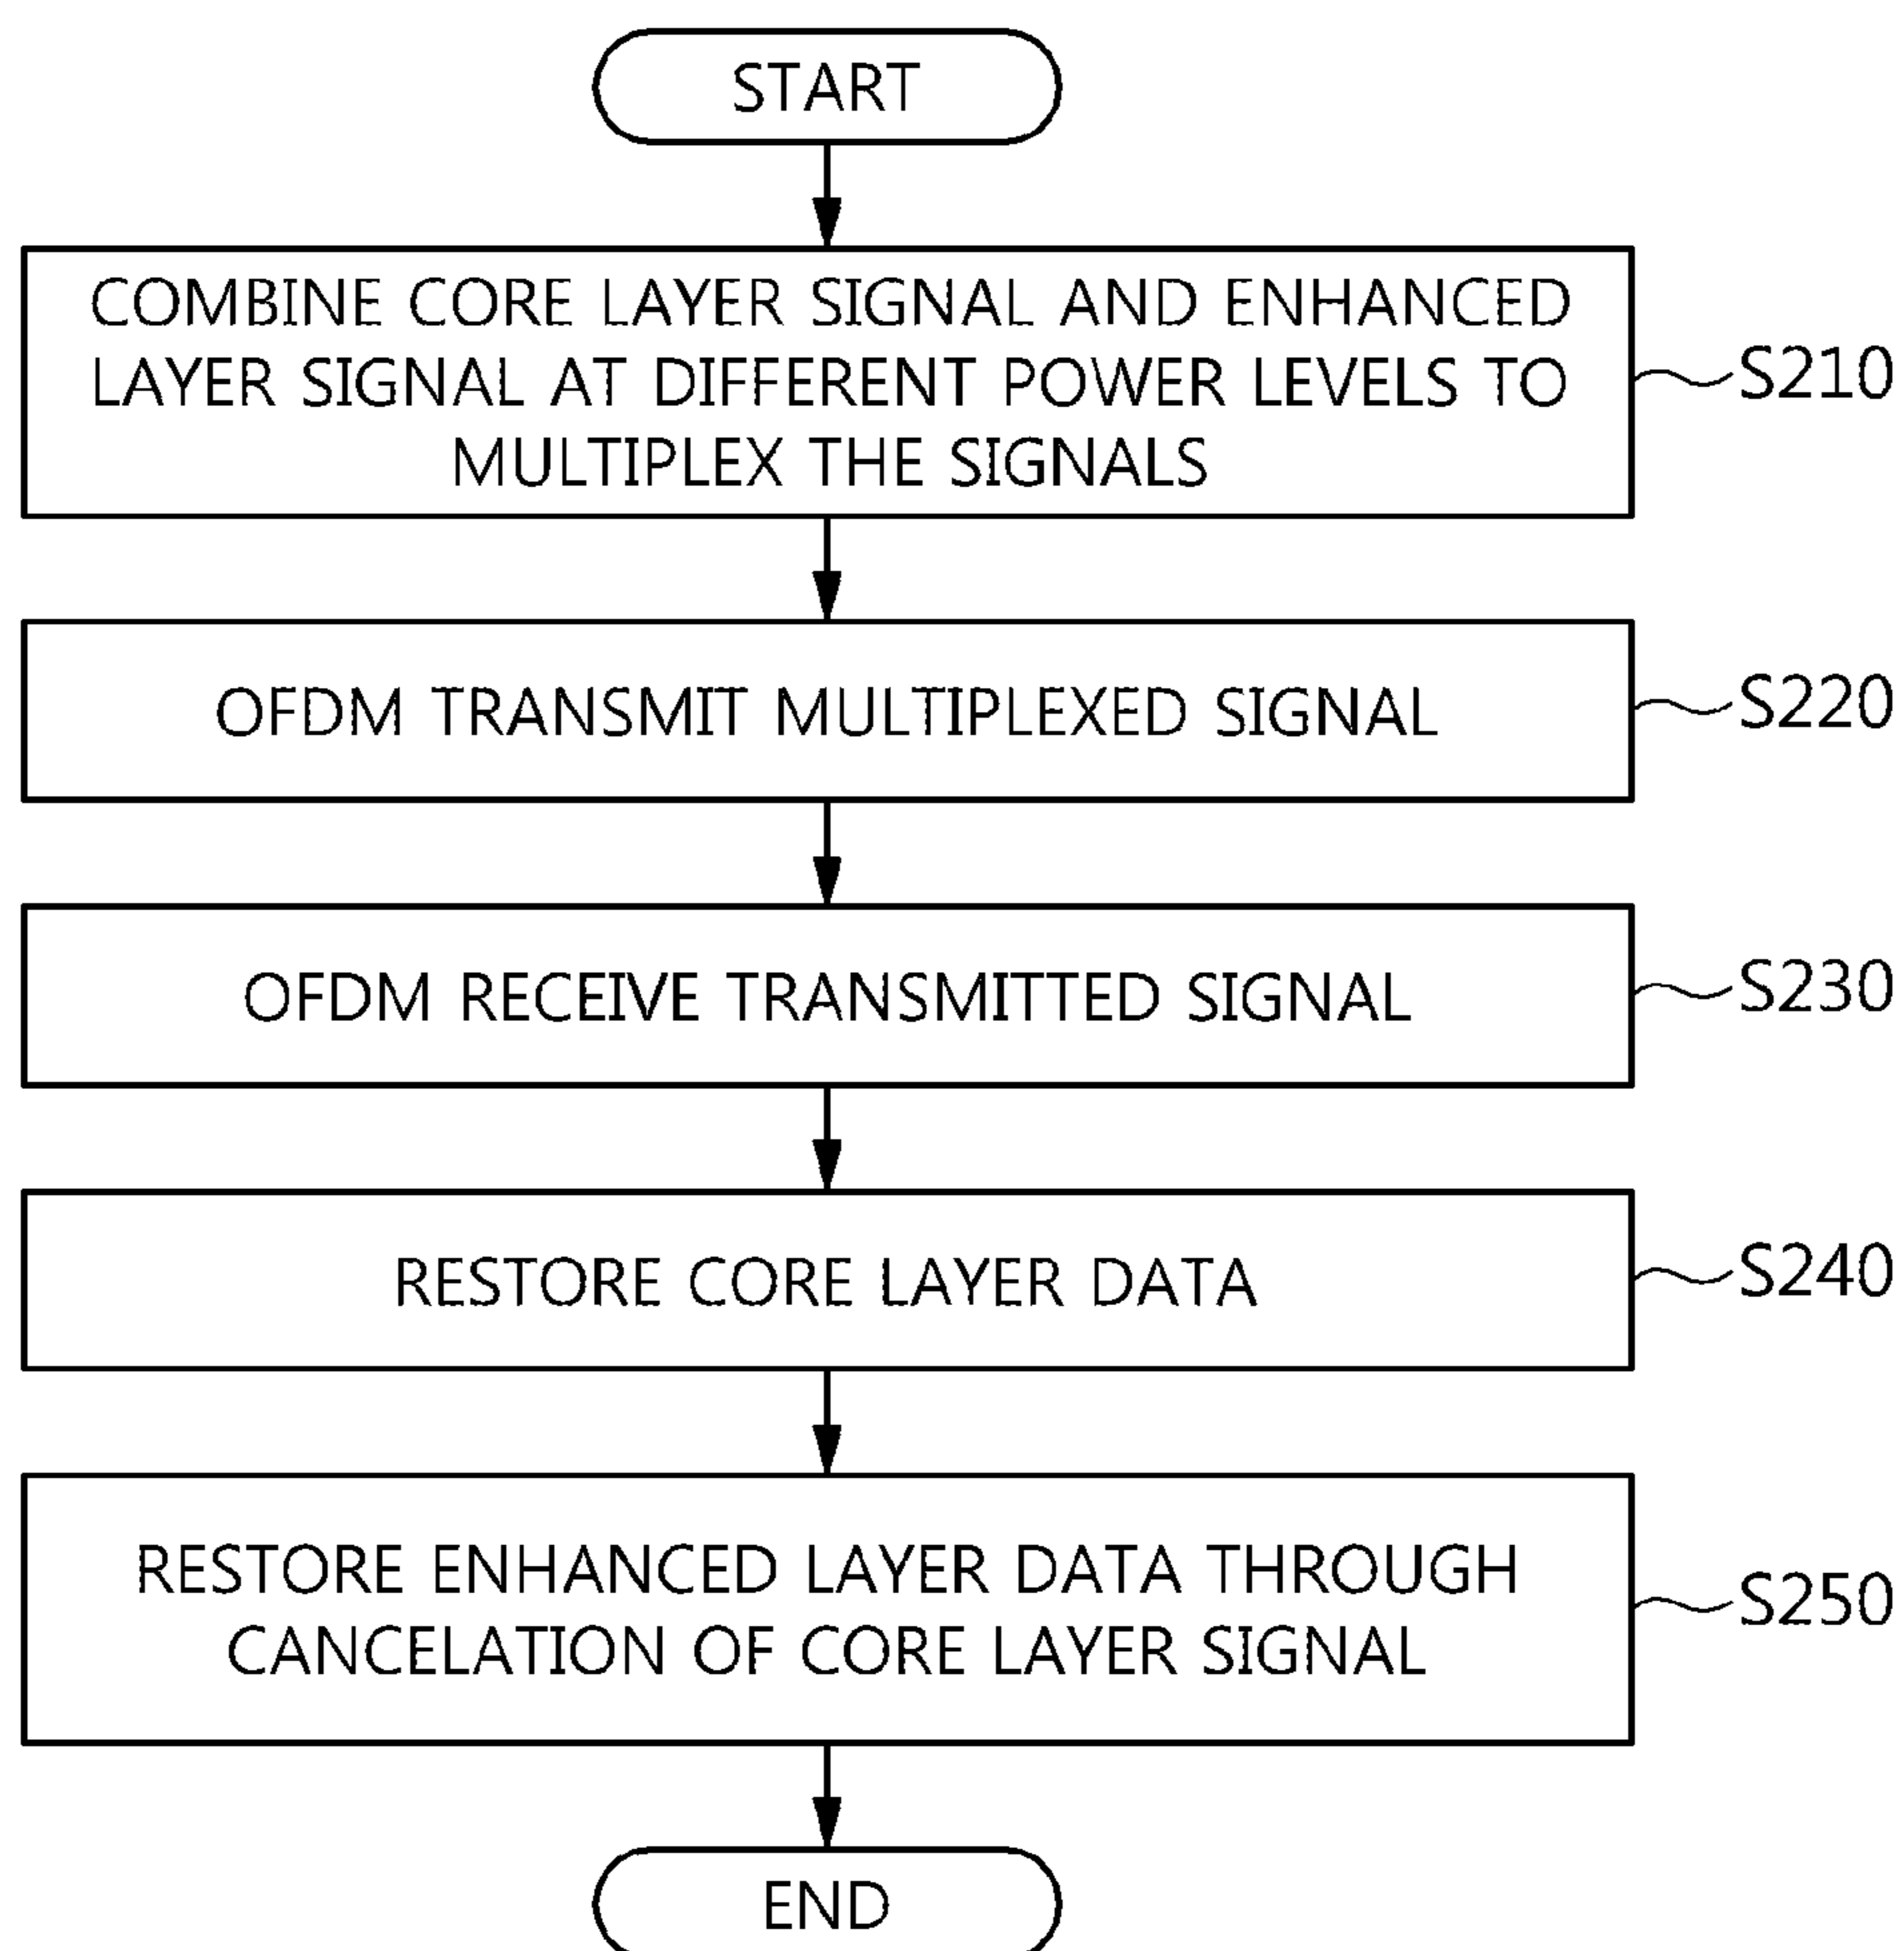 START
COMBINE CORE LAYER SIGNAL AND ENHANCED
LAYER SIGNAL AT DIFFERENT POWER LEVELS TO
MULTIPLEX THE SIGNALS
S210
OFDM TRANSMIT MULTIPLEXED SIGNAL
S220
OFDM RECEIVE TRANSMITTED SIGNAL
S230
RESTORE CORE LAYER DATA
S240
RESTORE ENHANCED LAYER DATA THROUGH
CANCELATION OF CORE LAYER SIGNAL
S250
END